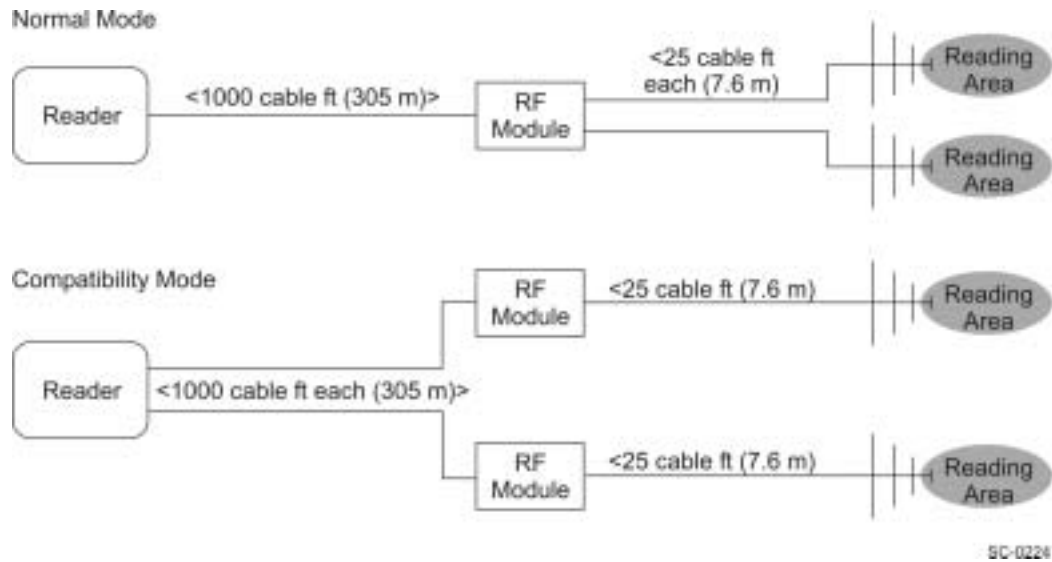 Normal Mode
Reader
<1000 cable ft (305 m)>
RF
Module
<25 cable ft
each (7.6 m)
Reading
Area
Reading
Area
Compatibility Mode
Reader
<1000 cable ft each (305 m)>
RF
Module
<25 cable ft (7.6 m)
Reading
Area
RF
Module
<25 cable ft (7.6 m)
Reading
Area
SC-0224